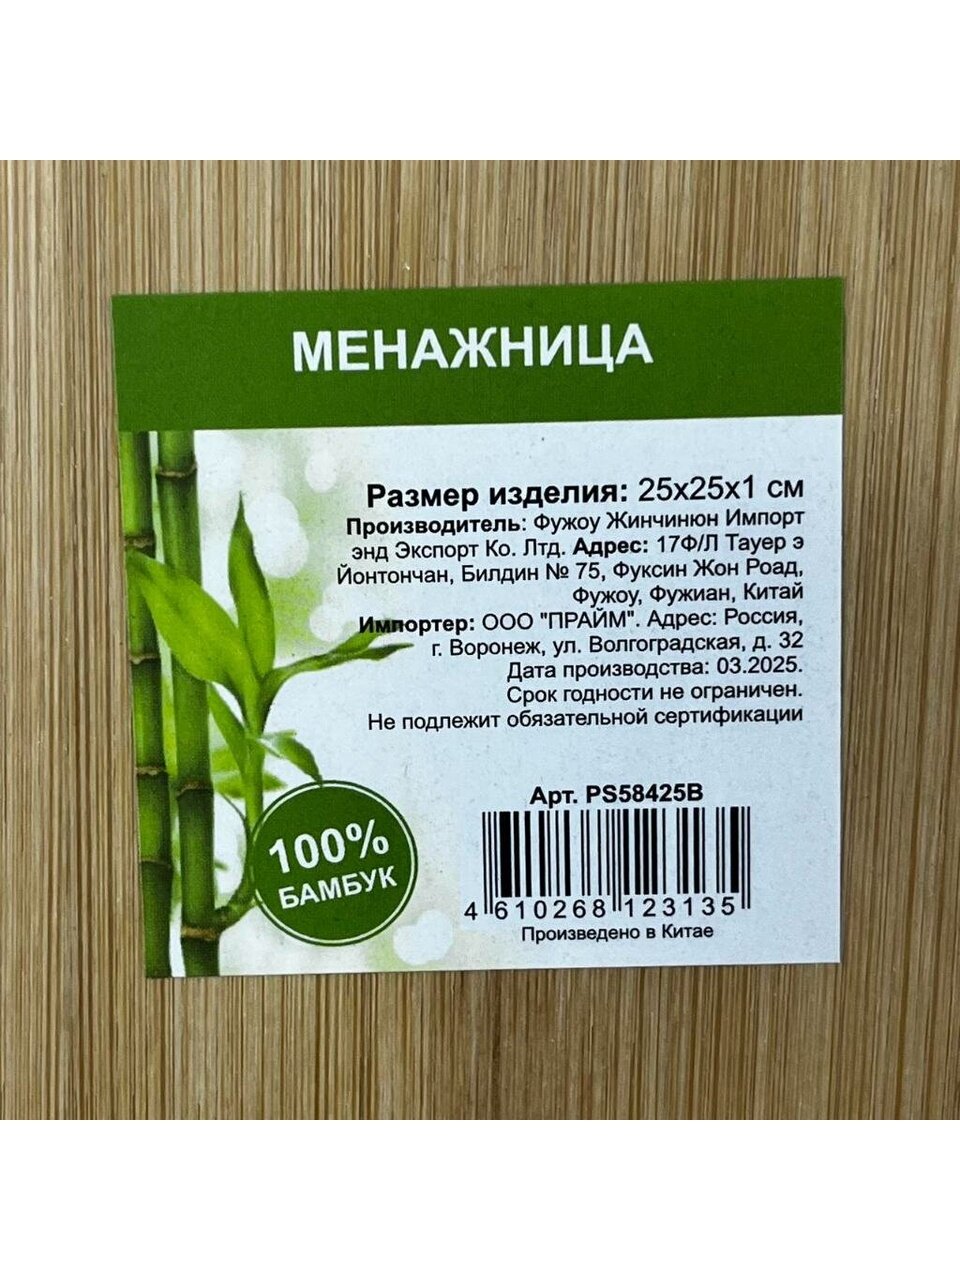 МЕНАЖНИЦА
Размер изделия: 25х25х1 см
Производитель: Фужоу Жинчинюн Импорт
энд Экспорт Ко. Лтд. Адрес: 17Ф/Л Тауер э
Йонтончан, Билдин № 75, Фуксин Жон Роад,
Фужоу, Фужиан, Китай
Импортер: ООО "ПРАЙМ". Адрес: Россия,
г. Воронеж, ул. Волгоградская, д. 32
Дата производства: 03.2025.
Срок годности не ограничен.
Не подлежит обязательной сертификации
Арт. PS58425B
4 610268 123135
Произведено в Китае
100%
БАМБУК